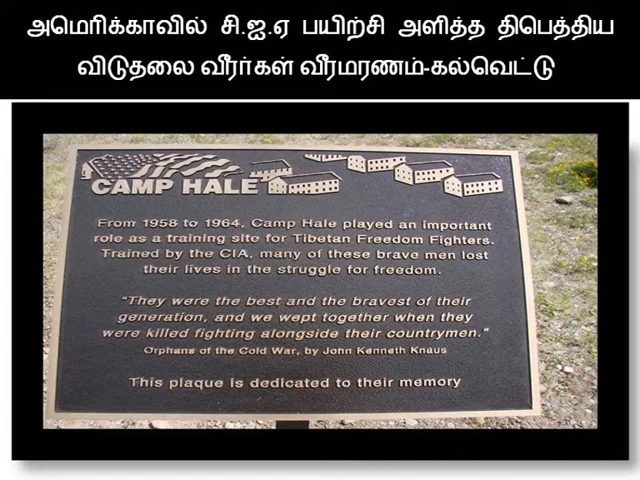 அமெரிக்காவில் சி.ஐ.ஏ பயிற்சி அளித்த திபெத்திய
விடுதலை வீரர்கள் வீரமரணம்-கல்வெட்டு
CAMP HALE
From 1958 to 1964, Camp Hale played an important
role as a training site for Tibetan Freedom Fighters.
Trained by the CIA, many of these brave men lost
their lives in the struggle for freedom.
"They were the best and the bravest of their
generation, and we wept together when they
were killed fighting alongside their countrymen."
Orphans of the Cold War, by John Kenneth Knaus
This plaque is dedicated to their memory